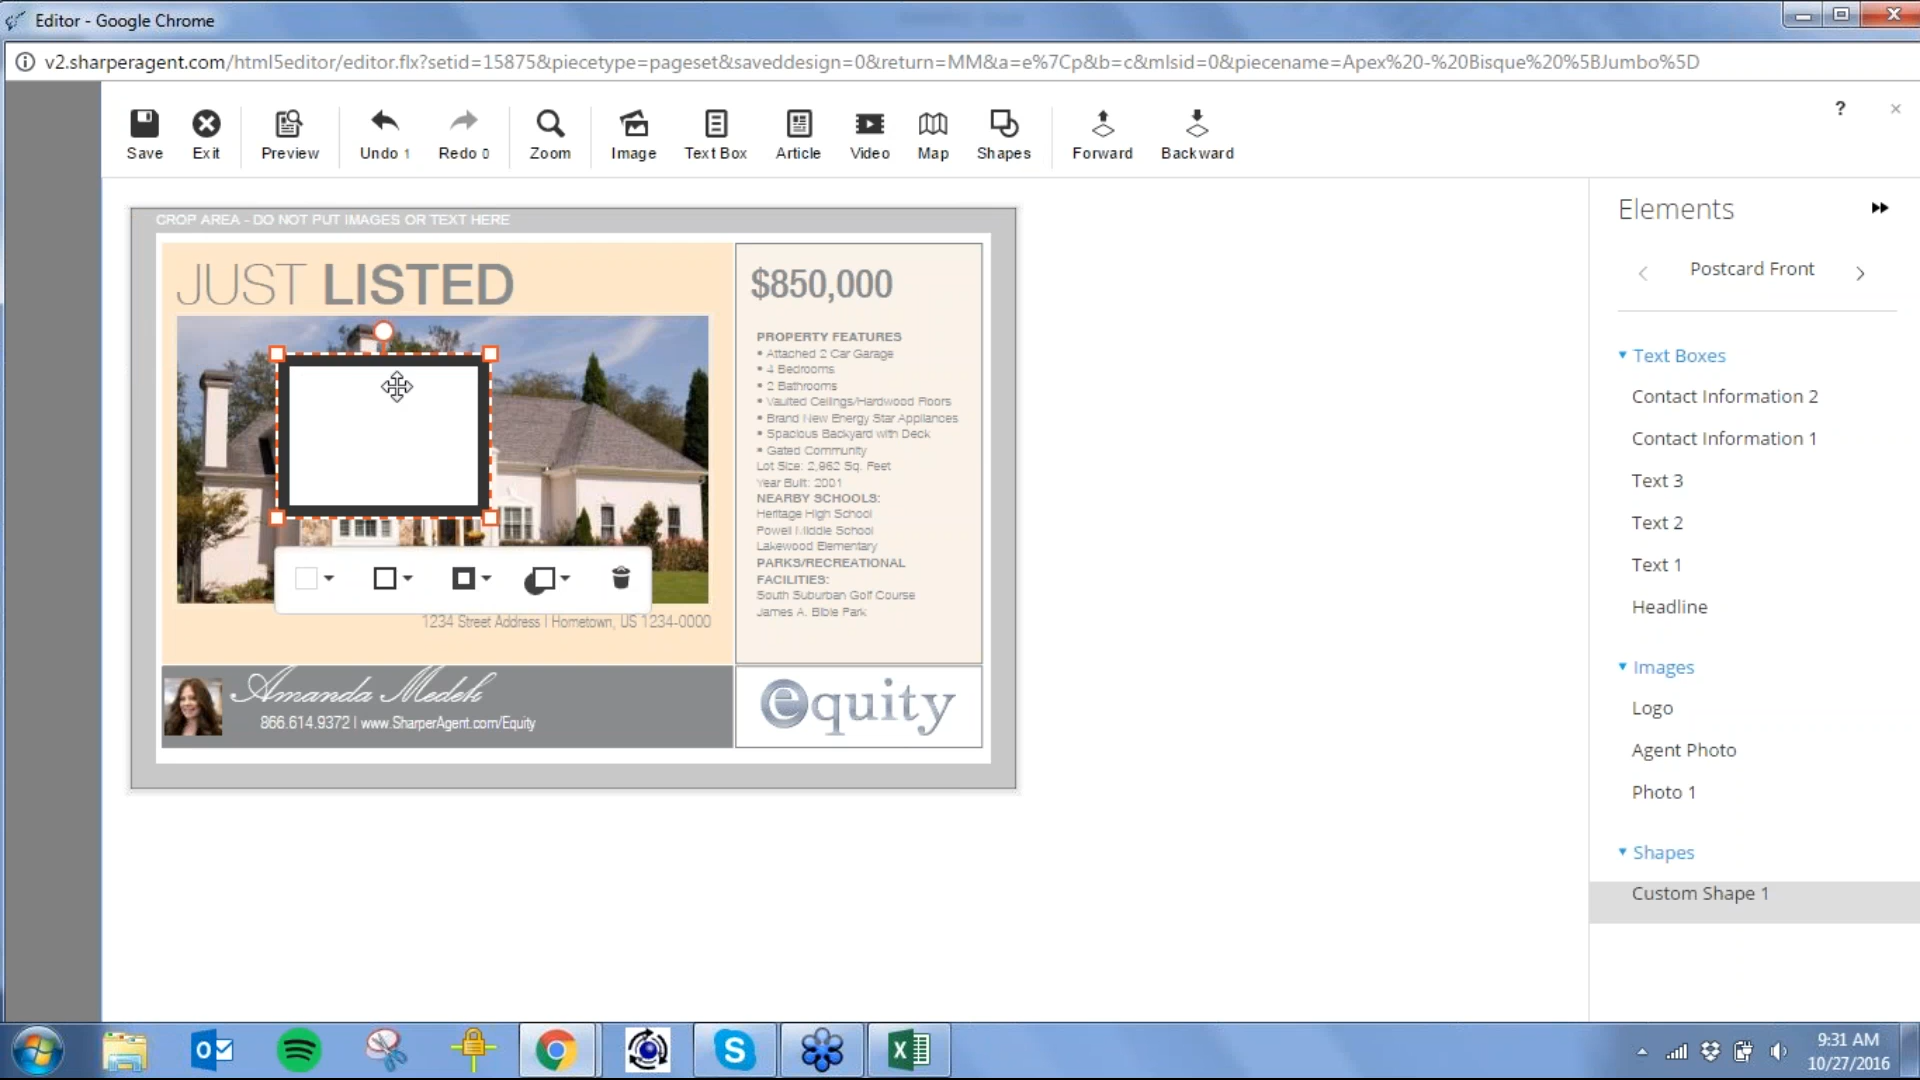 Editor - Google Chrome
v2.sharperagent.com/html5editor/editor.flx?setid=15875&piecetype=pageset&saveddesign=0&return=MM&a=e%7Cp&b=c&mlsid=0&piecename=Apex%20-%20Bisque%20%5BJumbo%5D
Save Exit Preview Undo 1 Redo 0 Zoom Image Text Box Article Video Map Shapes Forward Backward
?
CROP AREA - DO NOT PUT IMAGES OR TEXT HERE
JUST LISTED
1234 Street Address | Hometown, US 1234-0000
$850,000
PROPERTY FEATURES
• Attached 2 Car Garage
• 4 Bedrooms
• 2 Bathrooms
• Vaulted Ceilings/Hardwood Floors
• Brand New Energy Star Appliances
• Spacious Backyard with Deck
• Gated Community
Lot Size: 2,962 Sq. Feet
Year Built: 2001
NEARBY SCHOOLS:
Heritage High School
Powell Middle School
Lakewood Elementary
PARKS/RECREATIONAL
FACILITIES:
South Suburban Golf Course
James A. Bible Park
Amanda Medek
866.614.9372 | www.SharperAgent.com/Equity
equity
Elements
Postcard Front
Text Boxes
Contact Information 2
Contact Information 1
Text 3
Text 2
Text 1
Headline
Images
Logo
Agent Photo
Photo 1
Shapes
Custom Shape 1
9:31 AM
10/27/2016